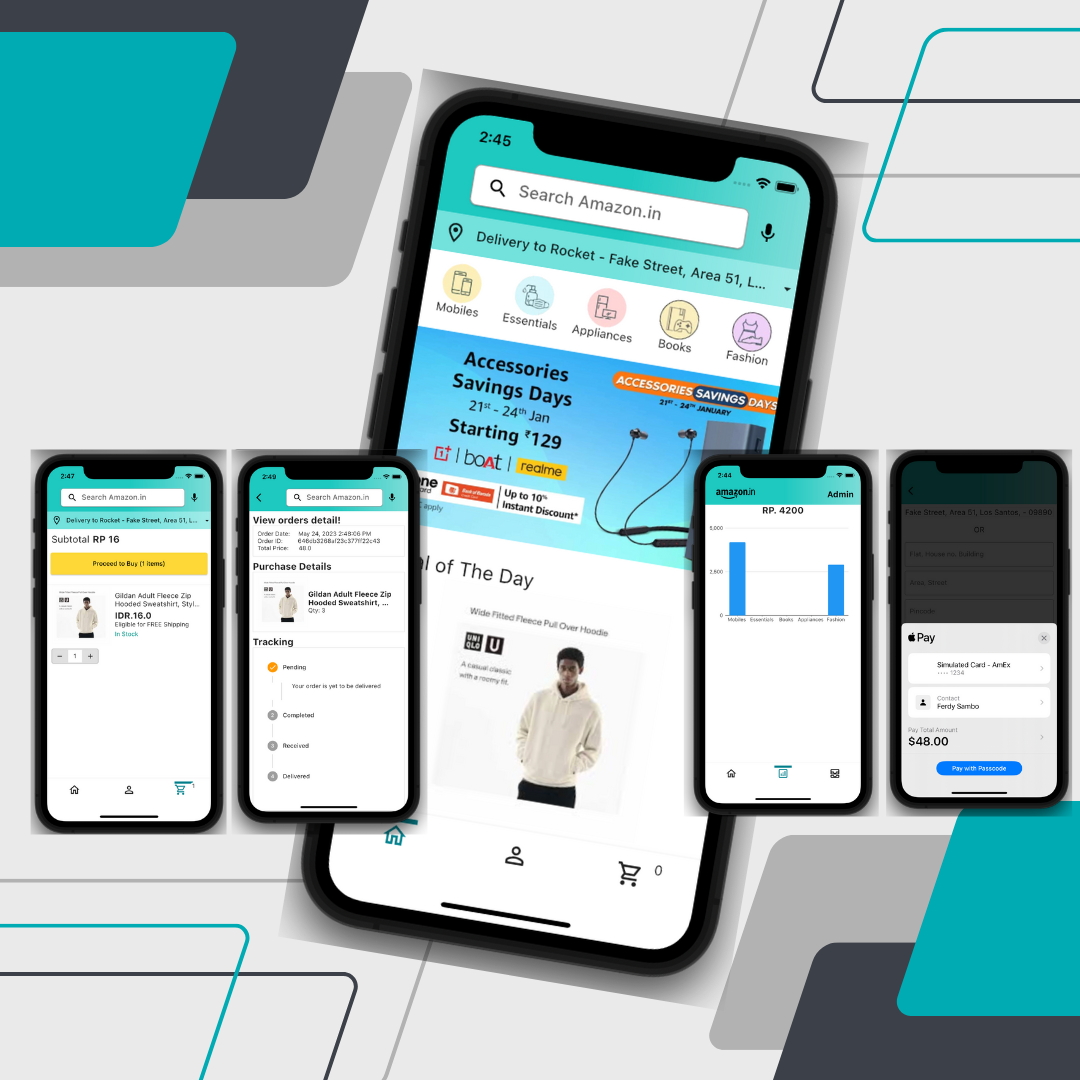 2:45
Search Amazon.in
Delivery to Rocket - Fake Street, Area 51, L...
Mobiles
Essentials
Appliances
Books
Fashion
Accessories
Savings Days
21st - 24th Jan
Starting ₹129
boAt
realme
ACCESSORIES SAVINGS DAYS
21ST - 24TH JANUARY
Up to 10%
Instant Discount*
apply
of The Day
Wide Fitted Fleece Pull Over Hoodie
UNI
QLO
U
A casual classic
with a roomy fit.
0
2:47
Search Amazon.in
Delivery to Rocket - Fake Street, Area 51, L...
Subtotal RP 16
Proceed to Buy (1 items)
Gildan Adult Fleece Zip
Hooded Sweatshirt, Styl...
IDR.16.0
Eligible for FREE Shipping
In Stock
− 1 +
1
2:49
Search Amazon.in
View orders detail!
Order Date: May 24, 2023 2:48:06 PM
Order ID: 646db3268af23c377ff22c43
Total Price: 48.0
Purchase Details
Gildan Adult Fleece Zip
Hooded Sweatshirt, ...
Qty: 3
Tracking
Pending
Your order is yet to be delivered
2 Completed
3 Received
4 Delivered
2:44
amazon.in
Admin
RP. 4200
5,000
2,500
0
Mobiles Essentials Books Appliances Fashion
Fake Street, Area 51, Los Santos, - 09890
OR
Flat, House no, Building
Area, Street
Pincode
Pay
Simulated Card - AmEx
•••• 1234
Contact
Ferdy Sambo
Pay Total Amount
$48.00
Pay with Passcode